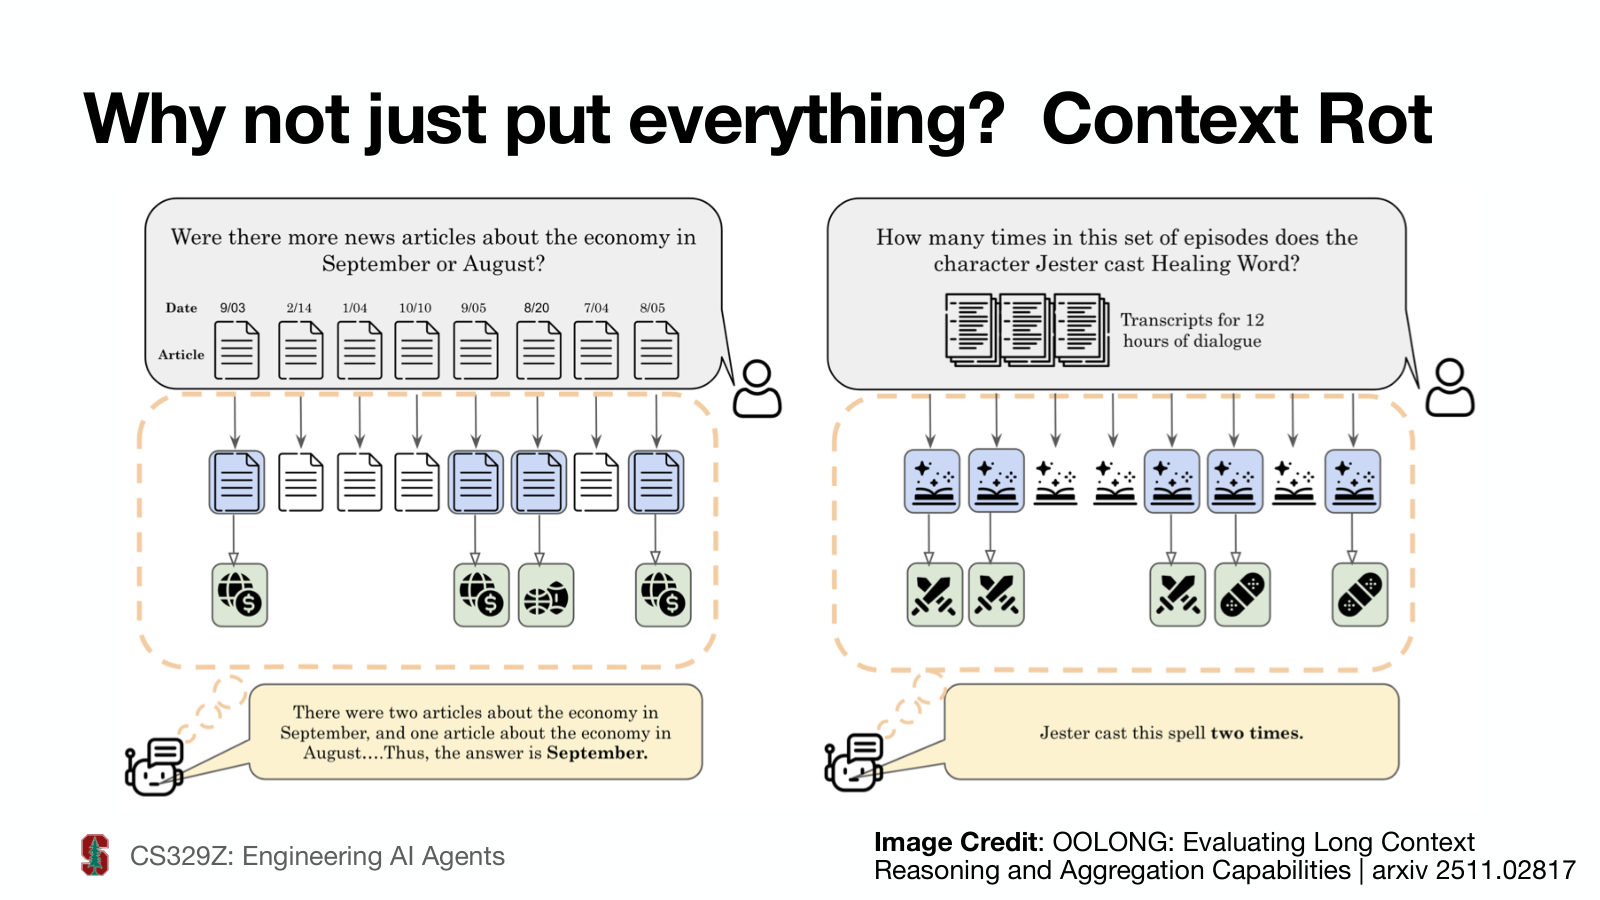 Why not just put everything? Context Rot
Were there more news articles about the economy in
September or August?
Date 9/03 2/14 1/04 10/10 9/05 8/20 7/04 8/05
Article
How many times in this set of episodes does the
character Jester cast Healing Word?
Transcripts for 12
hours of dialogue
$ $ $
There were two articles about the economy in
September, and one article about the economy in
August....Thus, the answer is September.
Jester cast this spell two times.
S
CS329Z: Engineering AI Agents
Image Credit: OOLONG: Evaluating Long Context
Reasoning and Aggregation Capabilities | arxiv 2511.02817